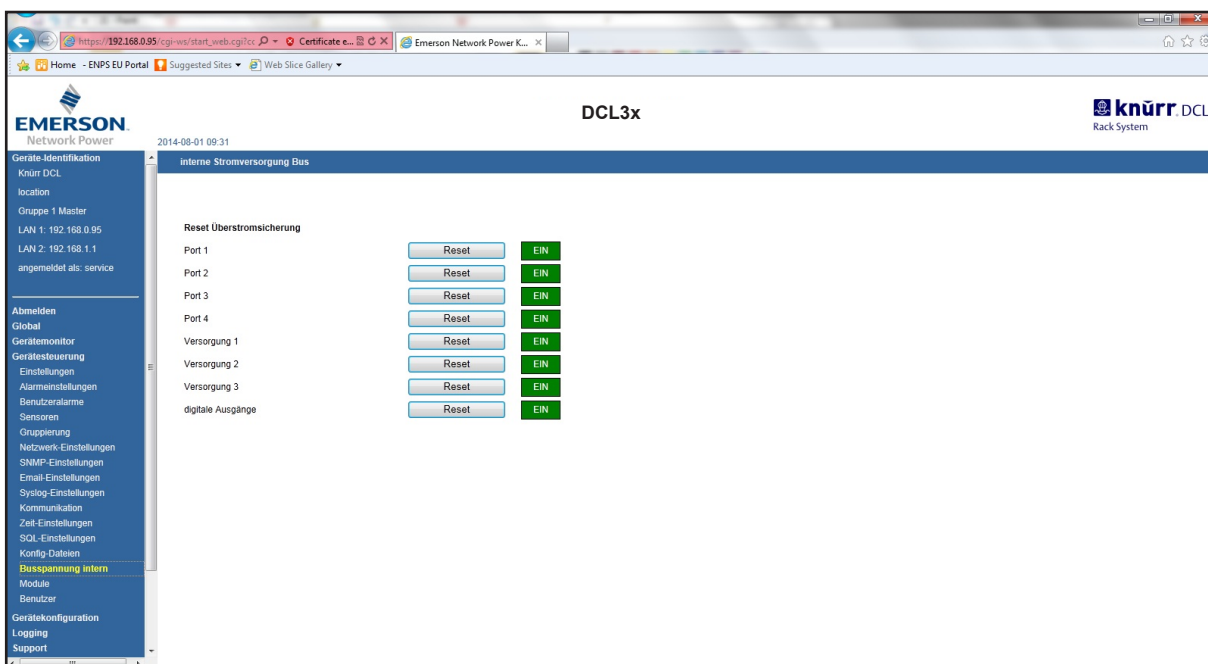 https://192.168.0.95/cgi-ws/start_web.cgi?cc
Certificate e...
Emerson Network Power K...
Home - ENPS EU Portal
Suggested Sites
Web Slice Gallery
EMERSON
Network Power
DCL3x
knürr DCL
Rack System
2014-08-01 09:31
interne Stromversorgung Bus
Geräte-Identifikation
Knürr DCL
location
Gruppe 1 Master
LAN 1: 192.168.0.95
LAN 2: 192.168.1.1
angemeldet als: service
Abmelden
Global
Gerätemonitor
Gerätesteuerung
Einstellungen
Alarmeinstellungen
Benutzeralarme
Sensoren
Gruppierung
Netzwerk-Einstellungen
SNMP-Einstellungen
Email-Einstellungen
Syslog-Einstellungen
Kommunikation
Zeit-Einstellungen
SQL-Einstellungen
Konfig-Dateien
Busspannung intern
Module
Benutzer
Gerätekonfiguration
Logging
Support
Reset Überstromsicherung
Port 1 Reset EIN
Port 2 Reset EIN
Port 3 Reset EIN
Port 4 Reset EIN
Versorgung 1 Reset EIN
Versorgung 2 Reset EIN
Versorgung 3 Reset EIN
digitale Ausgänge Reset EIN